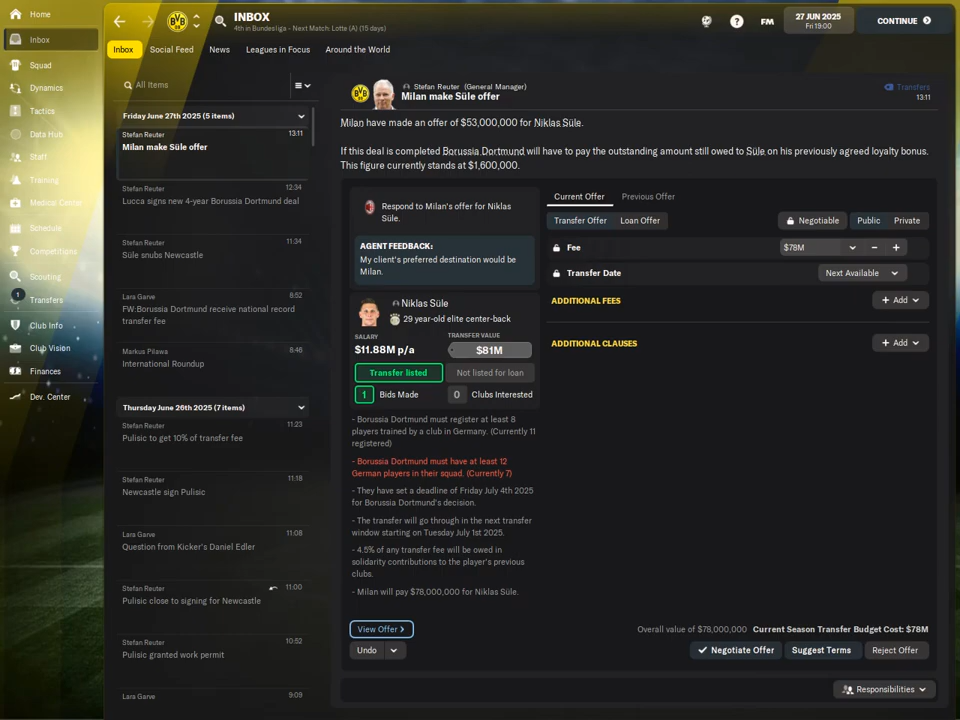 Home
Inbox
Squad
Dynamics
Tactics
Data Hub
Staff
Training
Medical Center
Schedule
Competitions
Scouting
1
Transfers
Club Info
Club Vision
Finances
Dev. Center
INBOX
4th in Bundesliga - Next Match: Lotte (A) (15 days)
FM
27 JUN 2025
Fri 19:00
CONTINUE
Inbox
Social Feed
News
Leagues in Focus
Around the World
All Items
Friday June 27th 2025 (5 items)
Stefan Reuter 13:11
Milan make Süle offer
Stefan Reuter 12:34
Lucca signs new 4-year Borussia Dortmund deal
Stefan Reuter 11:34
Süle snubs Newcastle
Lara Garve 8:52
FW:Borussia Dortmund receive national record
transfer fee
Markus Pilawa 8:46
International Roundup
Thursday June 26th 2025 (7 items)
Stefan Reuter 11:23
Pulisic to get 10% of transfer fee
Stefan Reuter 11:18
Newcastle sign Pulisic
Lara Garve 11:08
Question from Kicker's Daniel Edler
Stefan Reuter 11:00
Pulisic close to signing for Newcastle
Stefan Reuter 10:52
Pulisic granted work permit
Lara Garve 9:09
Stefan Reuter (General Manager)
Milan make Süle offer
Transfers
13:11
Milan have made an offer of $53,000,000 for Niklas Süle.
If this deal is completed Borussia Dortmund will have to pay the outstanding amount still owed to Süle on his previously agreed loyalty bonus.
This figure currently stands at $1,600,000.
Respond to Milan's offer for Niklas
Süle.
AGENT FEEDBACK:
My client's preferred destination would be
Milan.
Niklas Süle
29 year-old elite center-back
SALARY
$11.88M p/a
TRANSFER VALUE
$81M
Transfer listed
Not listed for loan
1 Bids Made
0 Clubs Interested
- Borussia Dortmund must register at least 8
players trained by a club in Germany. (Currently 11
registered)
- Borussia Dortmund must have at least 12
German players in their squad. (Currently 7)
- They have set a deadline of Friday July 4th 2025
for Borussia Dortmund's decision.
- The transfer will go through in the next transfer
window starting on Tuesday July 1st 2025.
- 4.5% of any transfer fee will be owed in
solidarity contributions to the player's previous
clubs.
- Milan will pay $78,000,000 for Niklas Süle.
View Offer
Undo
Current Offer
Previous Offer
Transfer Offer
Loan Offer
Negotiable
Public
Private
Fee
$78M
Transfer Date
Next Available
ADDITIONAL FEES
Add
ADDITIONAL CLAUSES
Add
Overall value of $78,000,000 Current Season Transfer Budget Cost: $78M
Negotiate Offer
Suggest Terms
Reject Offer
Responsibilities